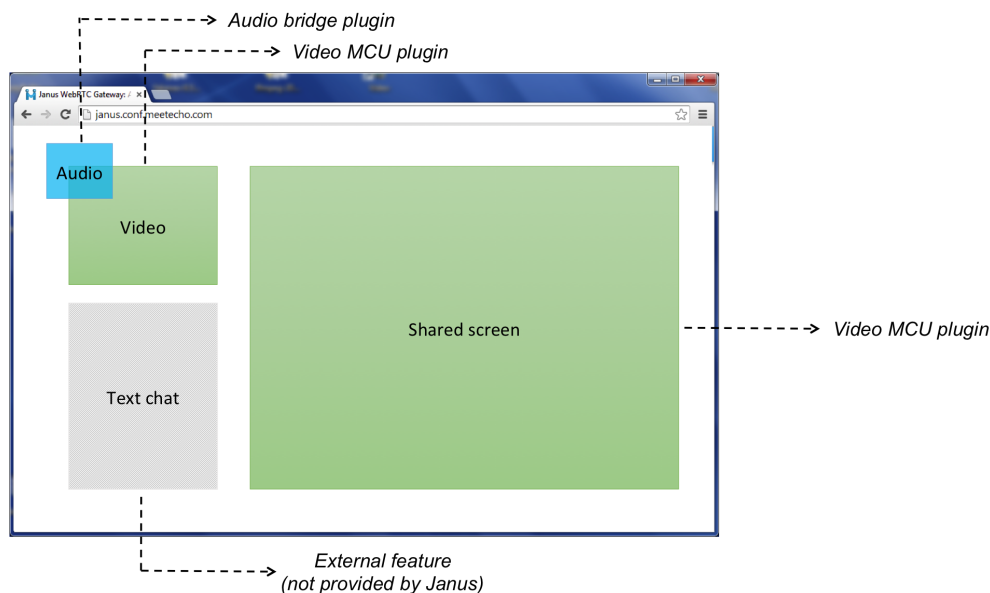 Audio bridge plugin
Video MCU plugin
Janus WebRTC Gateway: A
janus.conf.meetecho.com
Audio
Video
Shared screen
Video MCU plugin
Text chat
External feature
(not provided by Janus)